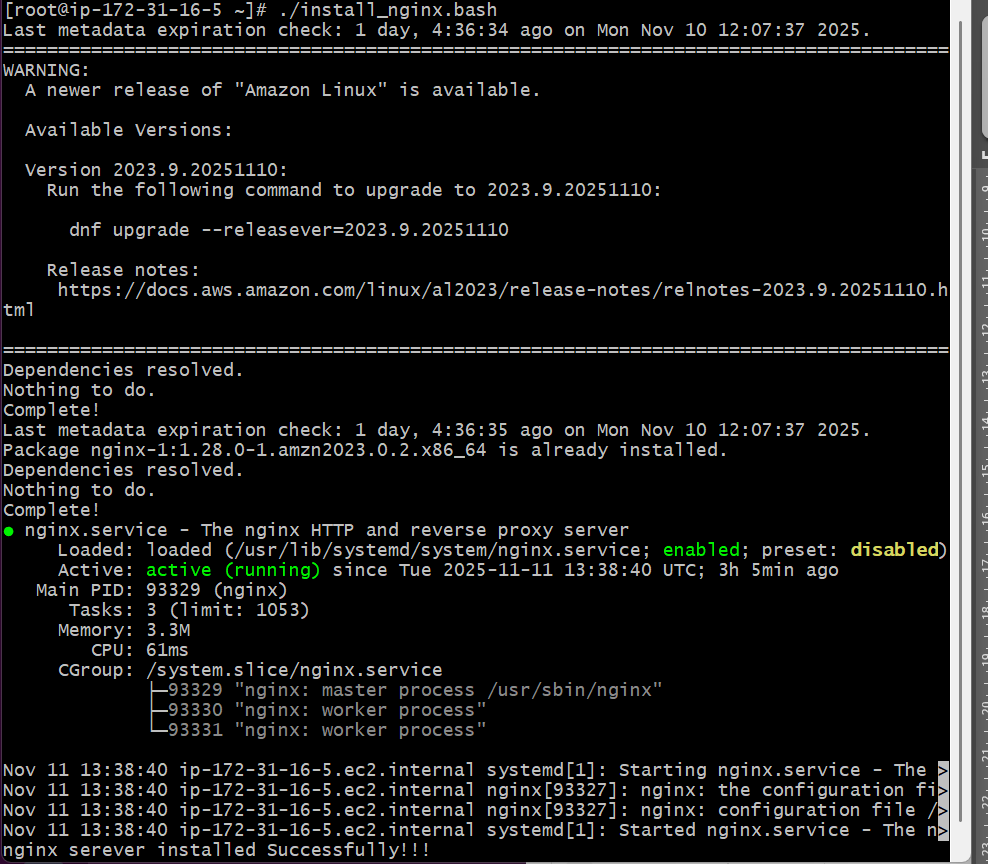 [root@ip-172-31-16-5 ~]# ./install_nginx.bash
Last metadata expiration check: 1 day, 4:36:34 ago on Mon Nov 10 12:07:37 2025.
======================================================================================
WARNING:
  A newer release of "Amazon Linux" is available.

  Available Versions:

  Version 2023.9.20251110:
    Run the following command to upgrade to 2023.9.20251110:

      dnf upgrade --releasever=2023.9.20251110

    Release notes:
     https://docs.aws.amazon.com/linux/al2023/release-notes/relnotes-2023.9.20251110.h
tml

======================================================================================
Dependencies resolved.
Nothing to do.
Complete!
Last metadata expiration check: 1 day, 4:36:35 ago on Mon Nov 10 12:07:37 2025.
Package nginx-1:1.28.0-1.amzn2023.0.2.x86_64 is already installed.
Dependencies resolved.
Nothing to do.
Complete!
● nginx.service - The nginx HTTP and reverse proxy server
     Loaded: loaded (/usr/lib/systemd/system/nginx.service; enabled; preset: disabled)
     Active: active (running) since Tue 2025-11-11 13:38:40 UTC; 3h 5min ago
   Main PID: 93329 (nginx)
      Tasks: 3 (limit: 1053)
     Memory: 3.3M
        CPU: 61ms
     CGroup: /system.slice/nginx.service
             ├─93329 "nginx: master process /usr/sbin/nginx"
             ├─93330 "nginx: worker process"
             └─93331 "nginx: worker process"

Nov 11 13:38:40 ip-172-31-16-5.ec2.internal systemd[1]: Starting nginx.service - The >
Nov 11 13:38:40 ip-172-31-16-5.ec2.internal nginx[93327]: nginx: the configuration fi>
Nov 11 13:38:40 ip-172-31-16-5.ec2.internal nginx[93327]: nginx: configuration file />
Nov 11 13:38:40 ip-172-31-16-5.ec2.internal systemd[1]: Started nginx.service - The n>
nginx serever installed Successfully!!!